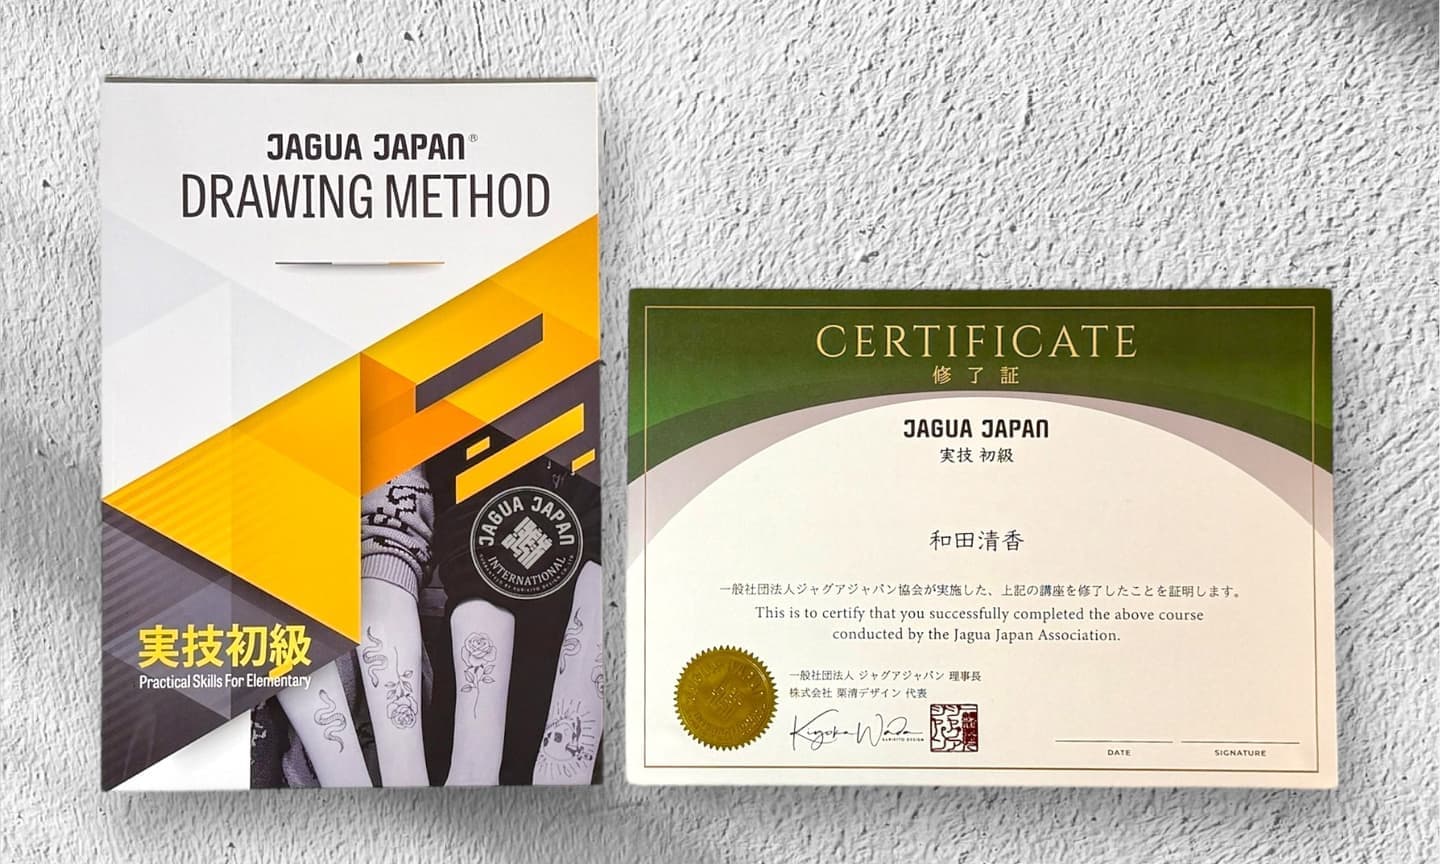 JAGUA JAPAN®
DRAWING METHOD
JAGUA JAPAN
INTERNATIONAL
実技初級
Practical Skills For Elementary
CERTIFICATE
修了証
JAGUA JAPAN
実技 初級
和田清香
一般社団法人ジャグアジャパン協会が実施した、上記の講座を修了したことを証明します。
This is to certify that you successfully completed the above course
conducted by the Jagua Japan Association.
一般社団法人 ジャグアジャパン 理事長
株式会社 栗清デザイン 代表
Kiyoka Wada
KURIKIYO DESIGN
DATE
SIGNATURE